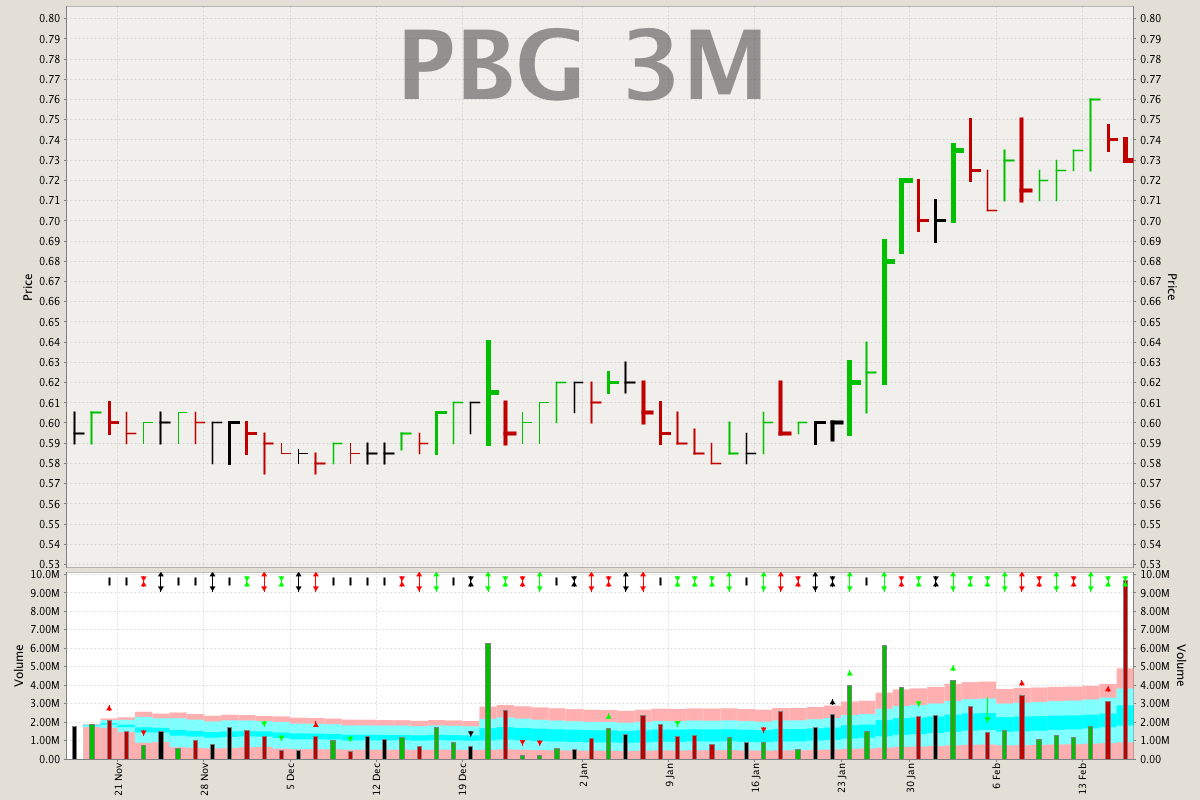 PBG 3M
0.80 0.80
0.79 0.79
0.78 0.78
0.77 0.77
0.76 0.76
0.75 0.75
0.74 0.74
0.73 0.73
0.72 0.72
0.71 0.71
0.70 0.70
0.69 0.69
0.68 0.68
0.67 0.67
0.66 0.66
0.65 0.65
0.64 0.64
0.63 0.63
0.62 0.62
0.61 0.61
0.60 0.60
0.59 0.59
0.58 0.58
0.57 0.57
0.56 0.56
0.55 0.55
0.54 0.54
0.53 0.53
Price
Price
10.0M 10.0M
9.00M 9.00M
8.00M 8.00M
7.00M 7.00M
6.00M 6.00M
5.00M 5.00M
4.00M 4.00M
3.00M 3.00M
2.00M 2.00M
1.00M 1.00M
0.00 0.00
Volume
Volume
21 Nov
28 Nov
5 Dec
12 Dec
19 Dec
2 Jan
9 Jan
16 Jan
23 Jan
30 Jan
6 Feb
13 Feb